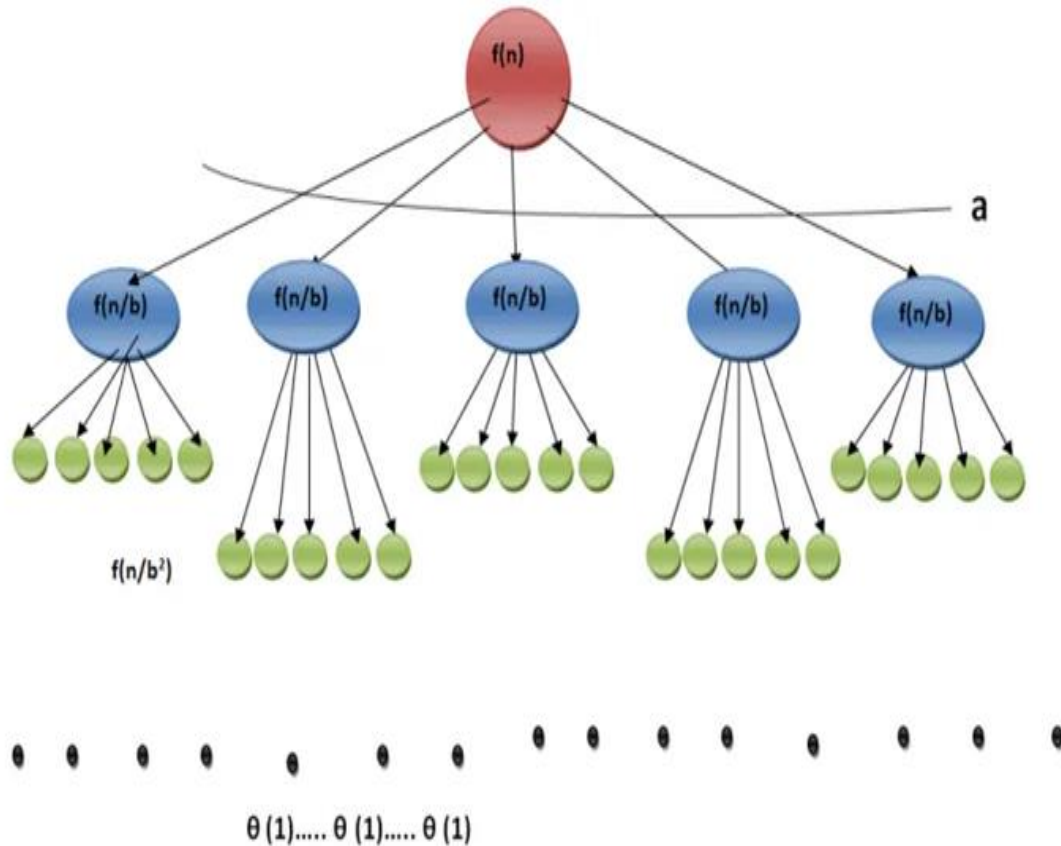 f(n)
a
f(n/b) f(n/b) f(n/b) f(n/b) f(n/b)
f(n/b²)
θ θ θ θ θ θ θ θ θ θ θ θ θ θ θ
θ (1)..... θ (1)..... θ (1)